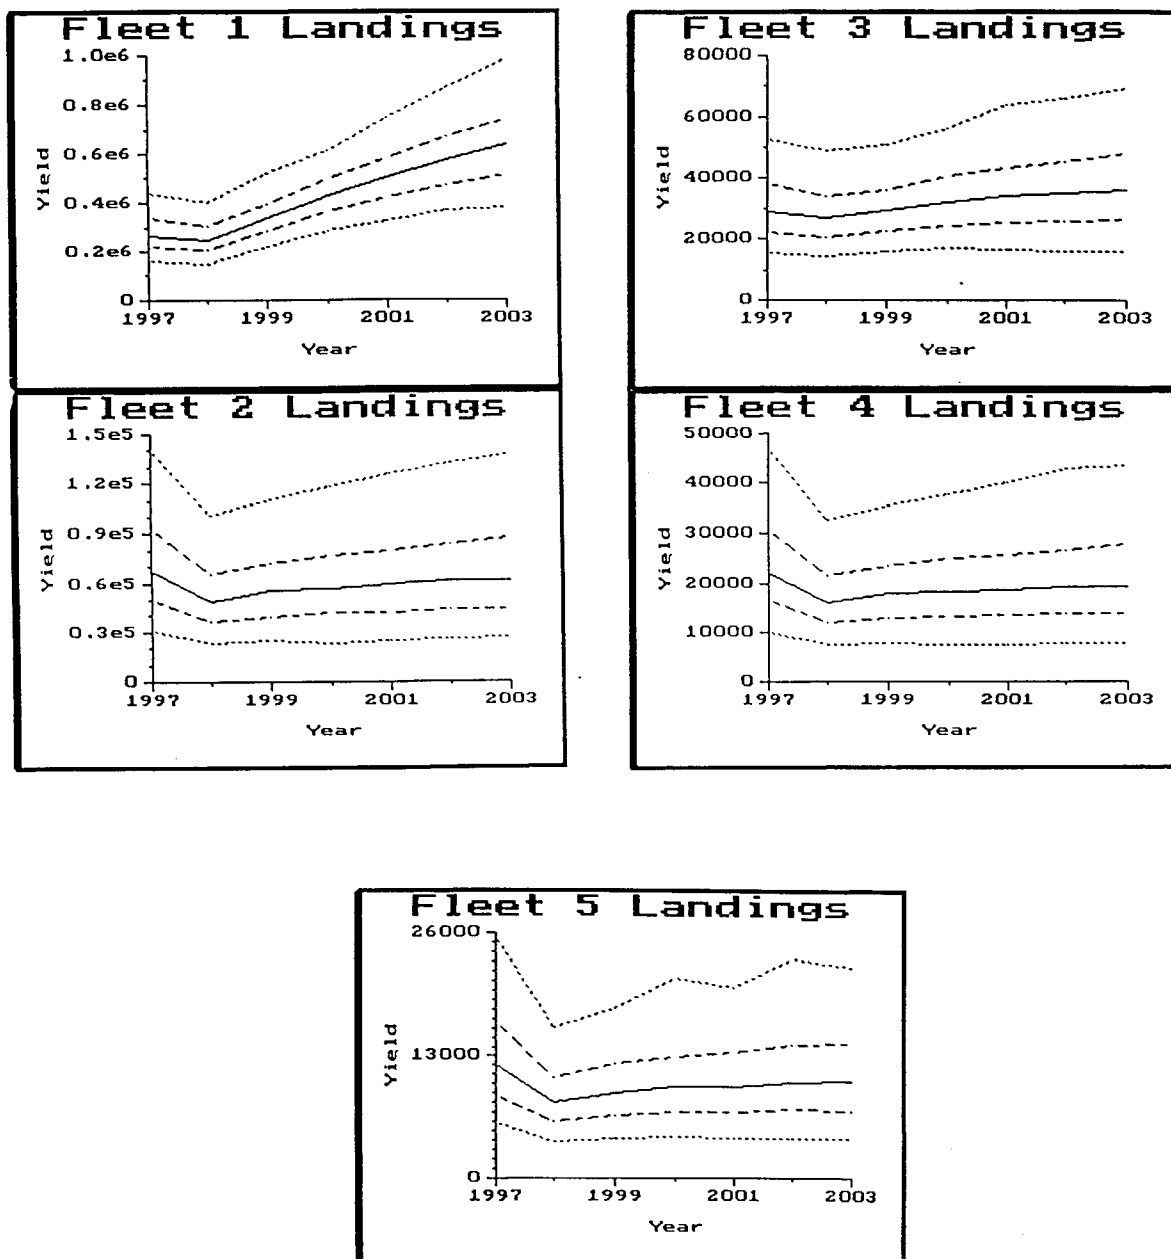 Fleet 1 Landings
1.0e6
0.8e6
0.6e6
0.4e6
0.2e6
0
Yield
1997 1999 2001 2003
Year
Fleet 3 Landings
80000
60000
40000
20000
0
Yield
1997 1999 2001 2003
Year
Fleet 2 Landings
1.5e5
1.2e5
0.9e5
0.6e5
0.3e5
0
Yield
1997 1999 2001 2003
Year
Fleet 4 Landings
50000
40000
30000
20000
10000
0
Yield
1997 1999 2001 2003
Year
Fleet 5 Landings
26000
13000
0
Yield
1997 1999 2001 2003
Year